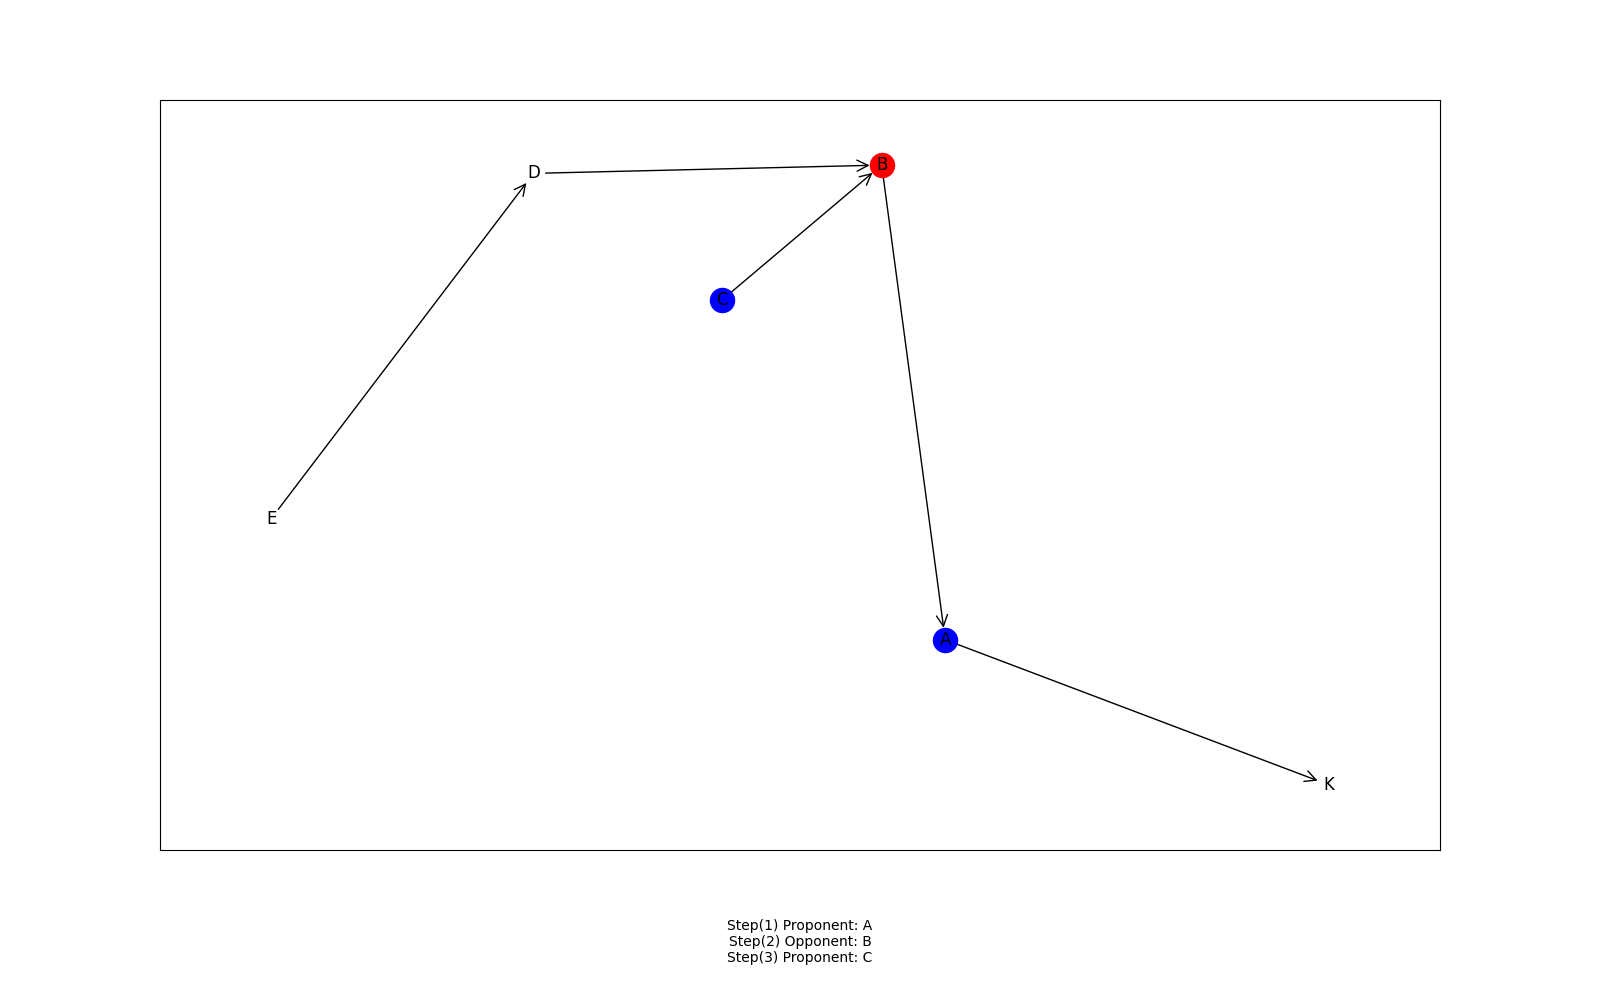 D
B
C
E
A
K
Step(1) Proponent: A
Step(2) Opponent: B
Step(3) Proponent: C